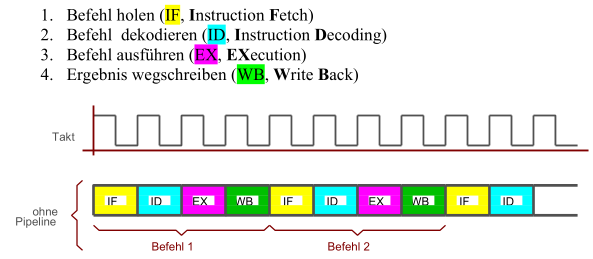 1. Befehl holen (IF, Instruction Fetch)
2. Befehl dekodieren (ID, Instruction Decoding)
3. Befehl ausführen (EX, EXecution)
4. Ergebnis wegschreiben (WB, Write Back)
Takt
ohne
Pipeline
IF ID EX WB IF ID EX WB IF ID
Befehl 1 Befehl 2